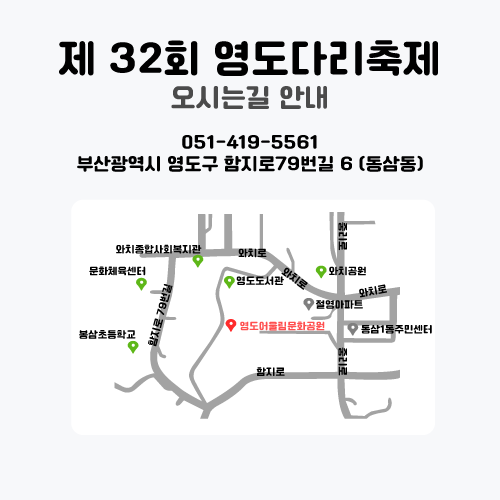 제 32회 영도다리축제
오시는길 안내
051-419-5561
부산광역시 영도구 함지로79번길 6 (동삼동)
중리로
와치종합사회복지관
와치로
문화체육센터
와치로
와치공원
영도도서관
와치로
절영아파트
함지로 79번길
영도어울림문화공원
동삼1동주민센터
봉삼초등학교
중리로
함지로